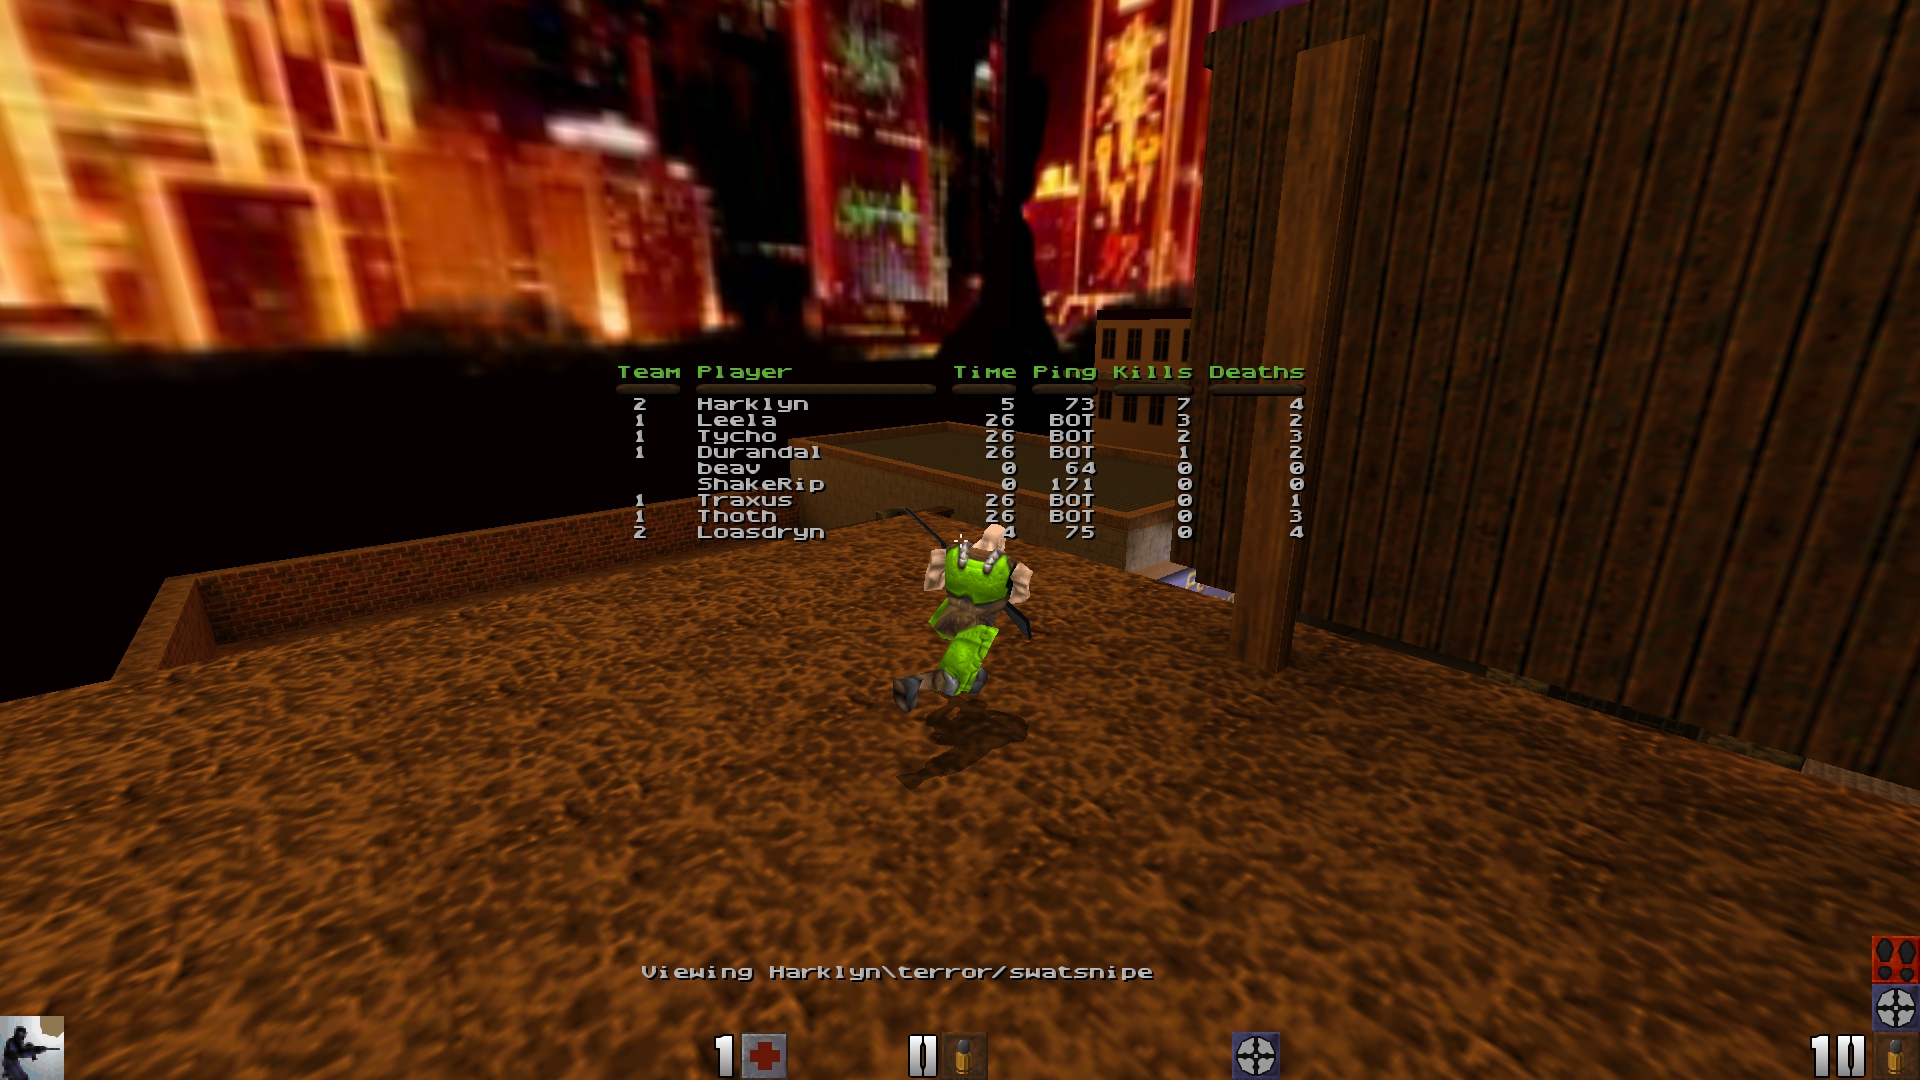 Team Player Time Ping Kills Deaths
2 Harklyn 5 73 7 4
1 Leela 26 BOT 3 2
1 Tycho 26 BOT 2 3
1 Durandal 26 BOT 1 2
beav 0 64 0 0
ShakeRip 0 171 0 0
1 Traxus 26 BOT 0 1
1 Thoth 26 BOT 0 3
2 Loasdryn 4 75 0 4
Viewing Harklyn\terror/swatsnipe
1 0 10